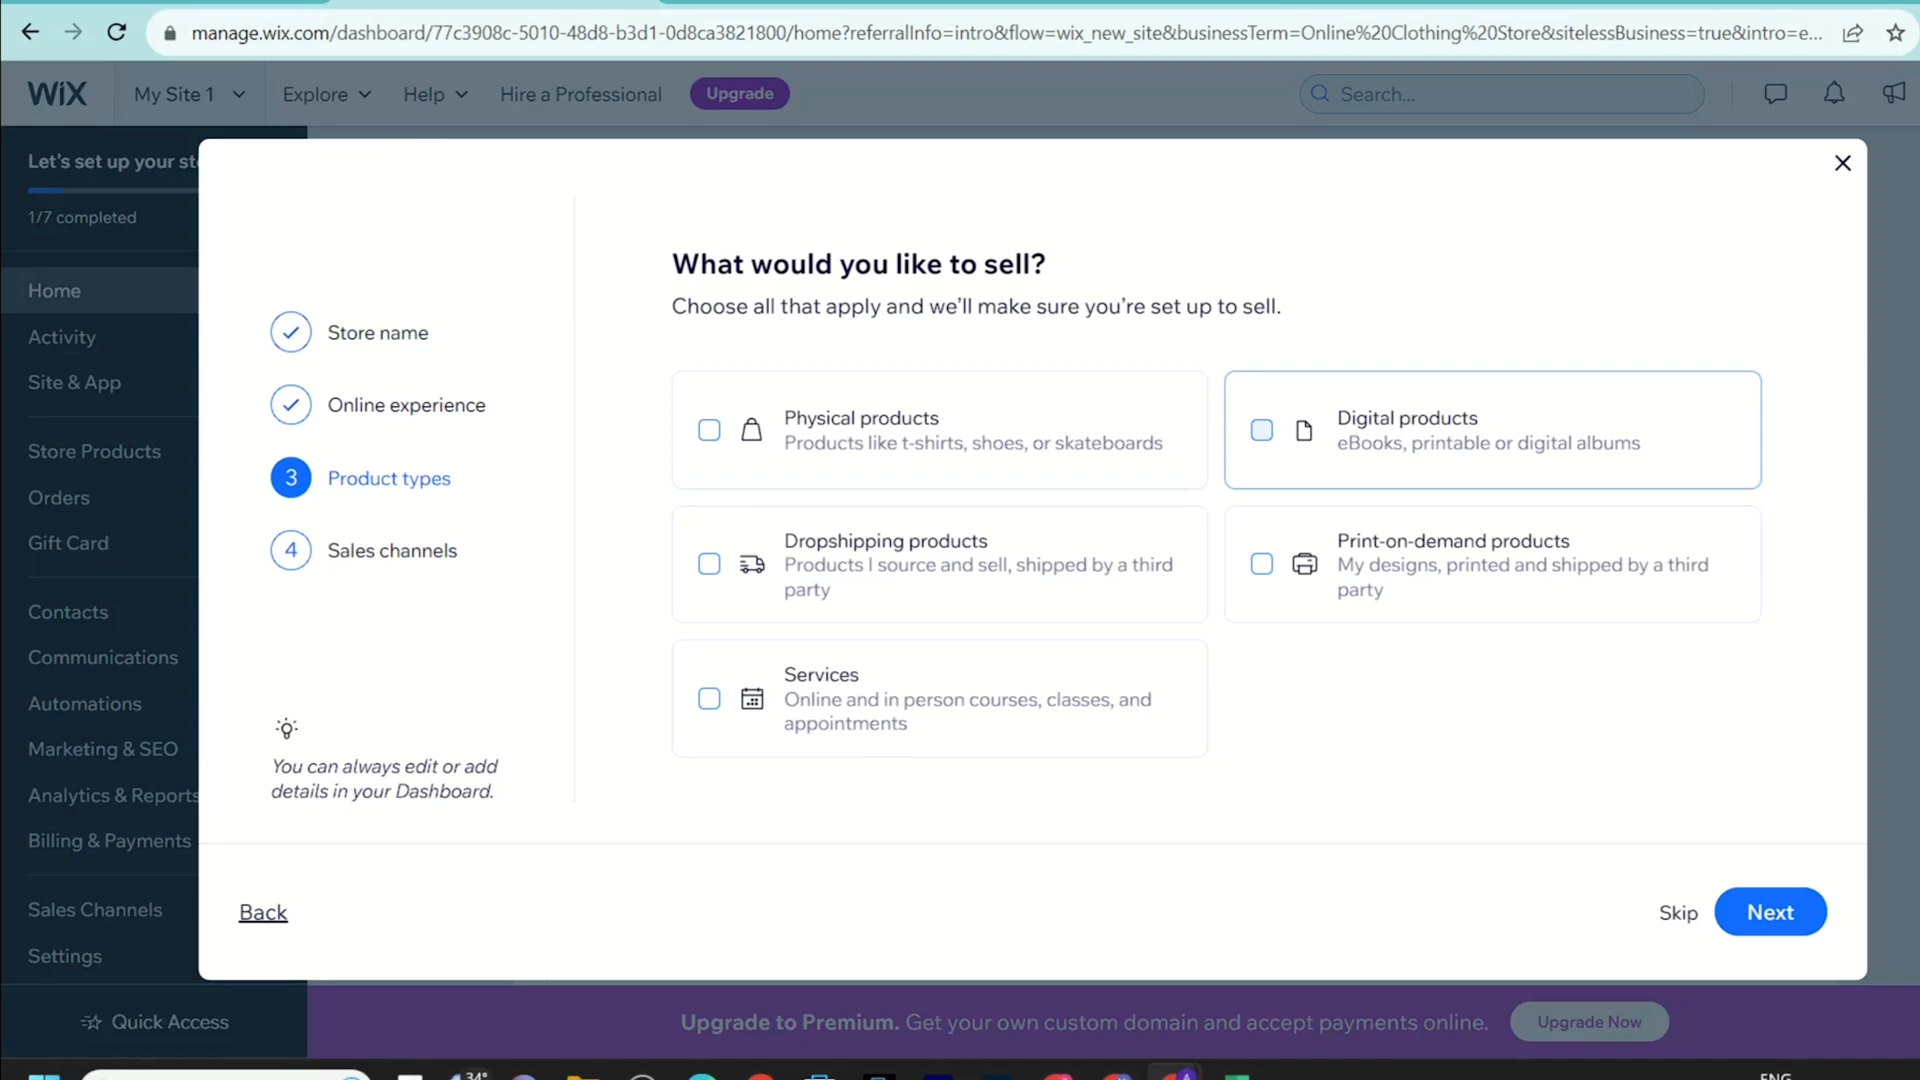 manage.wix.com/dashboard/77c3908c-5010-48d8-b3d1-0d8ca3821800/home?referralInfo=intro&flow=wix_new_site&businessTerm=Online%20Clothing%20Store&sitelessBusiness=true&intro=e...
WiX
My Site 1
Explore
Help
Hire a Professional
Upgrade
Search...
Let's set up your st
1/7 completed
Home
Activity
Site & App
Store Products
Orders
Gift Card
Contacts
Communications
Automations
Marketing & SEO
Analytics & Reports
Billing & Payments
Sales Channels
Settings
Quick Access
Store name
Online experience
3 Product types
4 Sales channels
You can always edit or add
details in your Dashboard.
What would you like to sell?
Choose all that apply and we'll make sure you're set up to sell.
Physical products
Products like t-shirts, shoes, or skateboards
Digital products
eBooks, printable or digital albums
Dropshipping products
Products I source and sell, shipped by a third
party
Print-on-demand products
My designs, printed and shipped by a third
party
Services
Online and in person courses, classes, and
appointments
Back
Skip
Next
Upgrade to Premium. Get your own custom domain and accept payments online.
Upgrade Now
34°
ENG